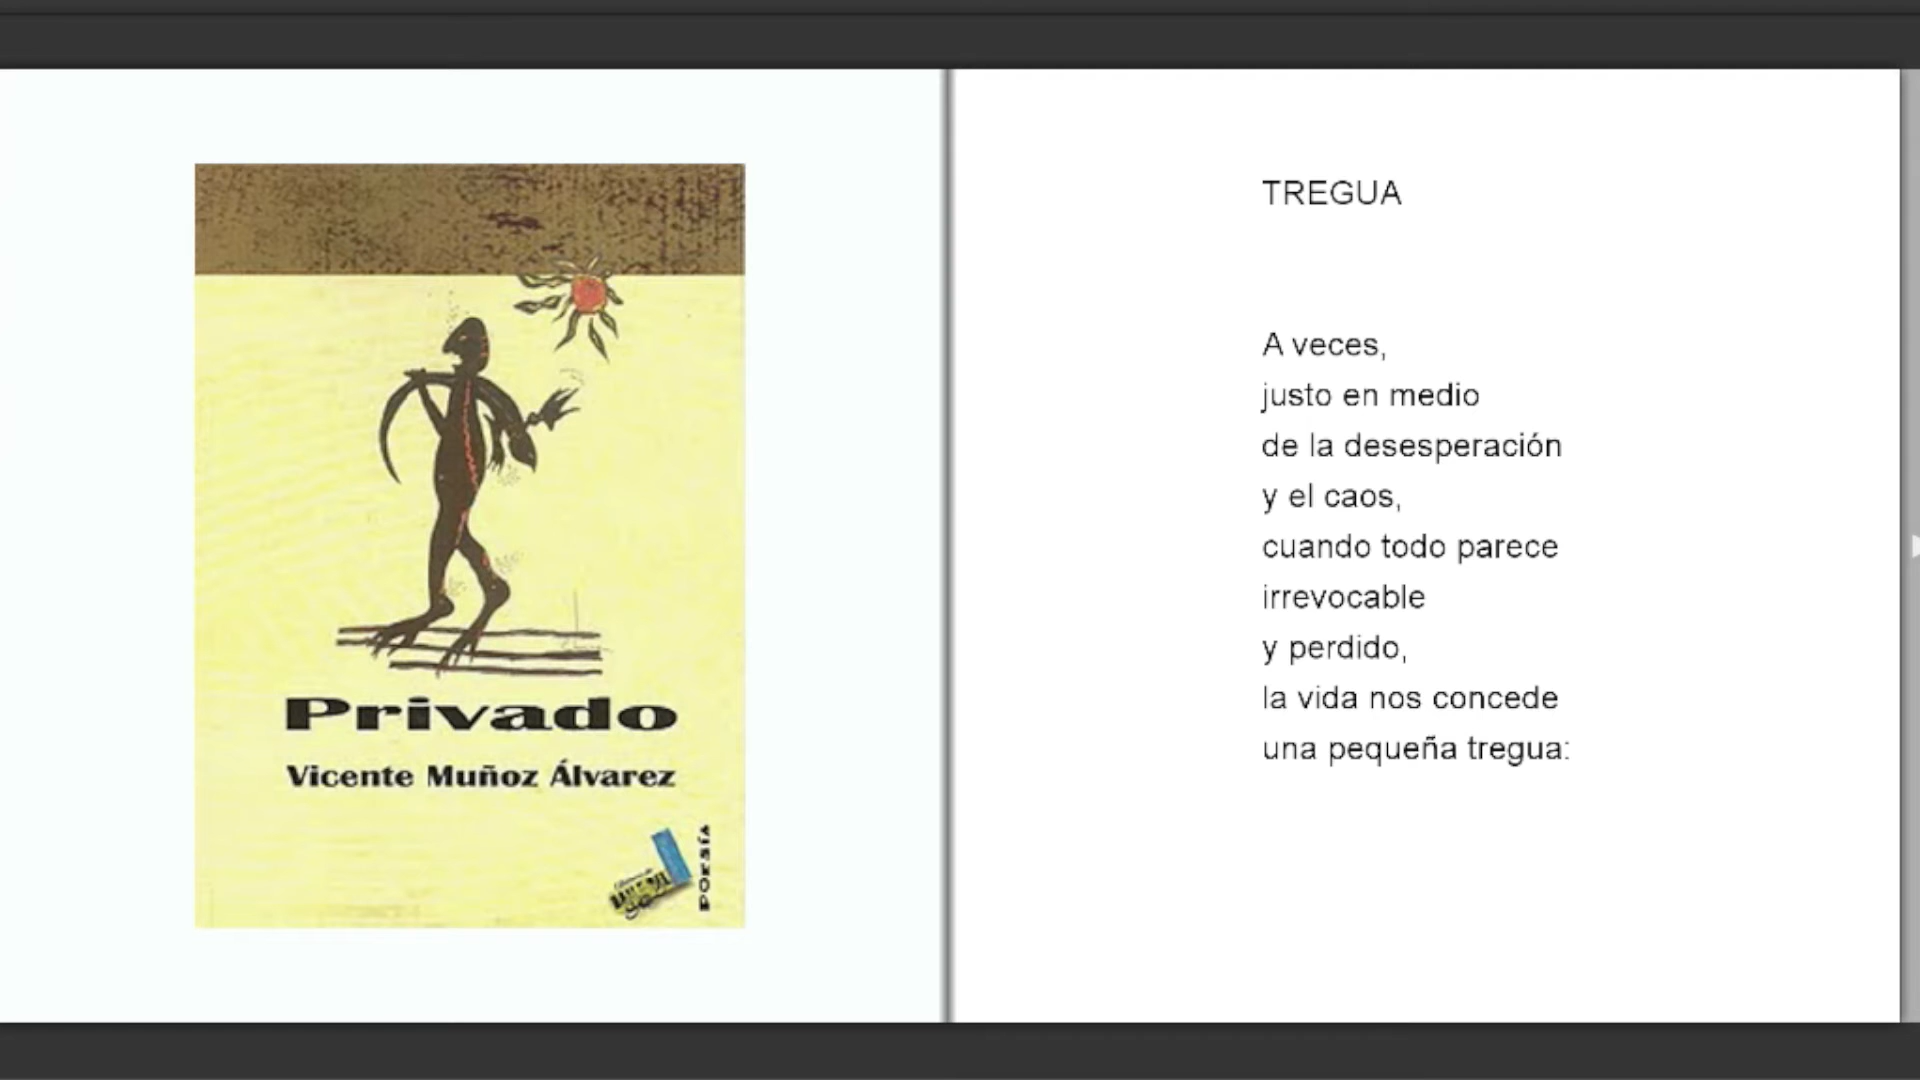 Privado
Vicente Muñoz Álvarez
POESÍA
TREGUA
A veces,
justo en medio
de la desesperación
y el caos,
cuando todo parece
irrevocable
y perdido,
la vida nos concede
una pequeña tregua: